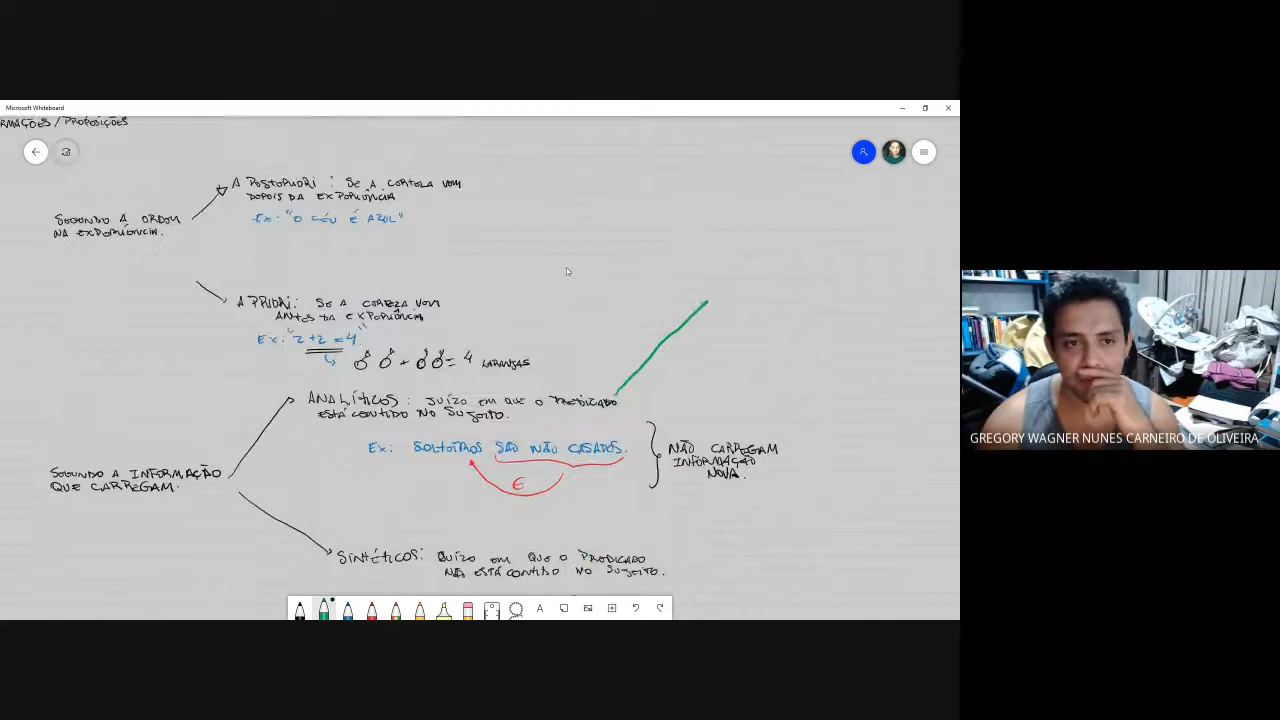 Microsoft Whiteboard
RMAÇÕES / PROPOSIÇÕES
A POSTERIORI : SE A CERTEZA VEM
DEPOIS DA EXPERIÊNCIA
EX: "O CÉU É AZUL"
SEGUNDO A ORDEM
NA EXPERIÊNCIA.
A PRIORI: SE A CERTEZA VEM
ANTES DA EXPERIÊNCIA
EX: "2+2=4"
+ = 4 LARANJAS
ANALÍTICOS : JUÍZO EM QUE O PREDICADO
ESTÁ CONTIDO NO SUJEITO.
EX: SOLTEIROS SÃO NÃO CASADOS.
NÃO CARREGAM
INFORMAÇÃO
NOVA.
E
SEGUNDO A INFORMAÇÃO
QUE CARREGAM.
SINTÉTICOS: JUÍZO EM QUE O PREDICADO
NÃO ESTÁ CONTIDO NO SUJEITO.
A
GREGORY WAGNER NUNES CARNEIRO DE OLIVEIRA